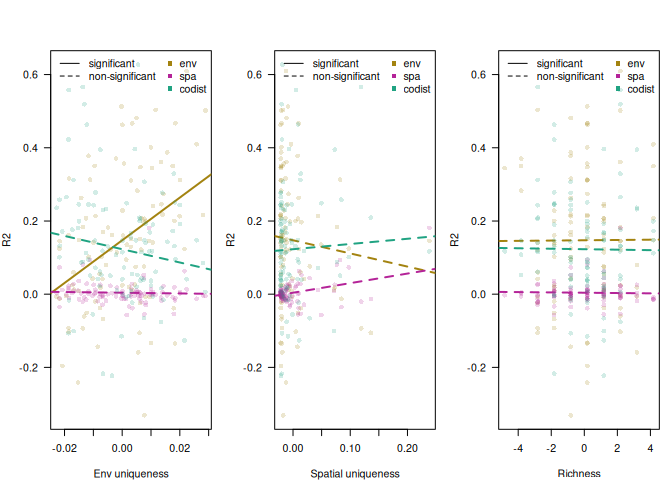 significant env
non-significant spa
codist
0.6
0.4
0.2
0.0
-0.2
R2
-0.02 0.00 0.02
Env uniqueness
significant env
non-significant spa
codist
0.6
0.4
0.2
0.0
-0.2
R2
0.00 0.10 0.20
Spatial uniqueness
significant env
non-significant spa
codist
0.6
0.4
0.2
0.0
-0.2
R2
-4 -2 0 2 4
Richness